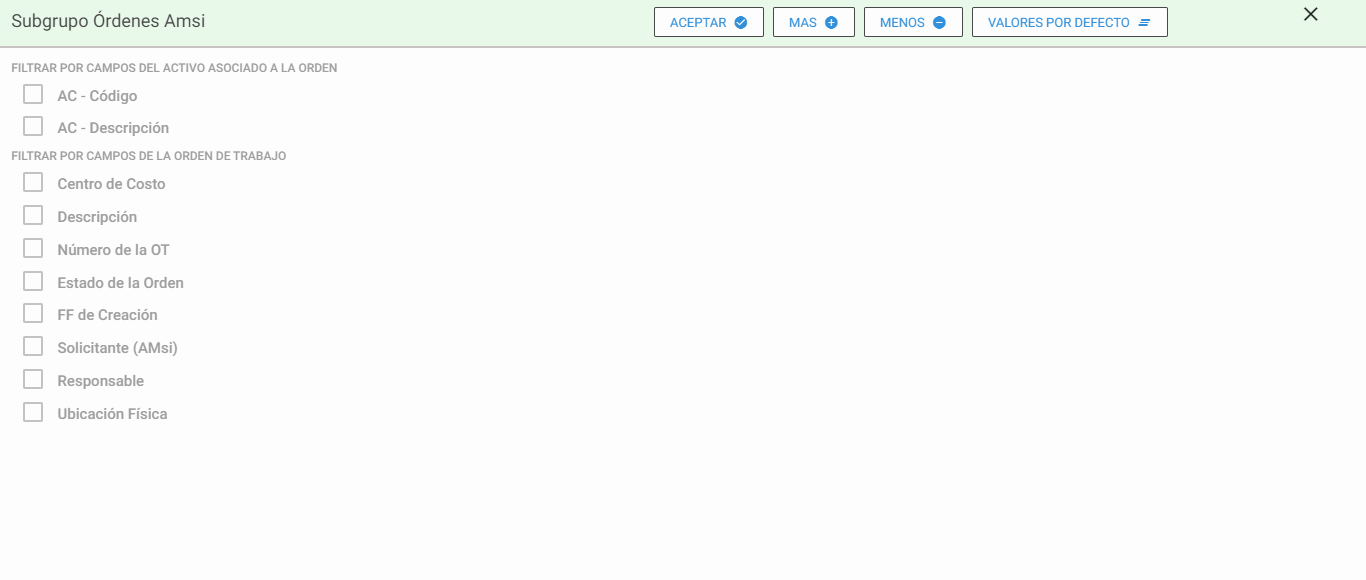 Subgrupo Órdenes Amsi
ACEPTAR
MAS
MENOS
VALORES POR DEFECTO
FILTRAR POR CAMPOS DEL ACTIVO ASOCIADO A LA ORDEN
AC - Código
AC - Descripción
FILTRAR POR CAMPOS DE LA ORDEN DE TRABAJO
Centro de Costo
Descripción
Número de la OT
Estado de la Orden
FF de Creación
Solicitante (AMsi)
Responsable
Ubicación Física